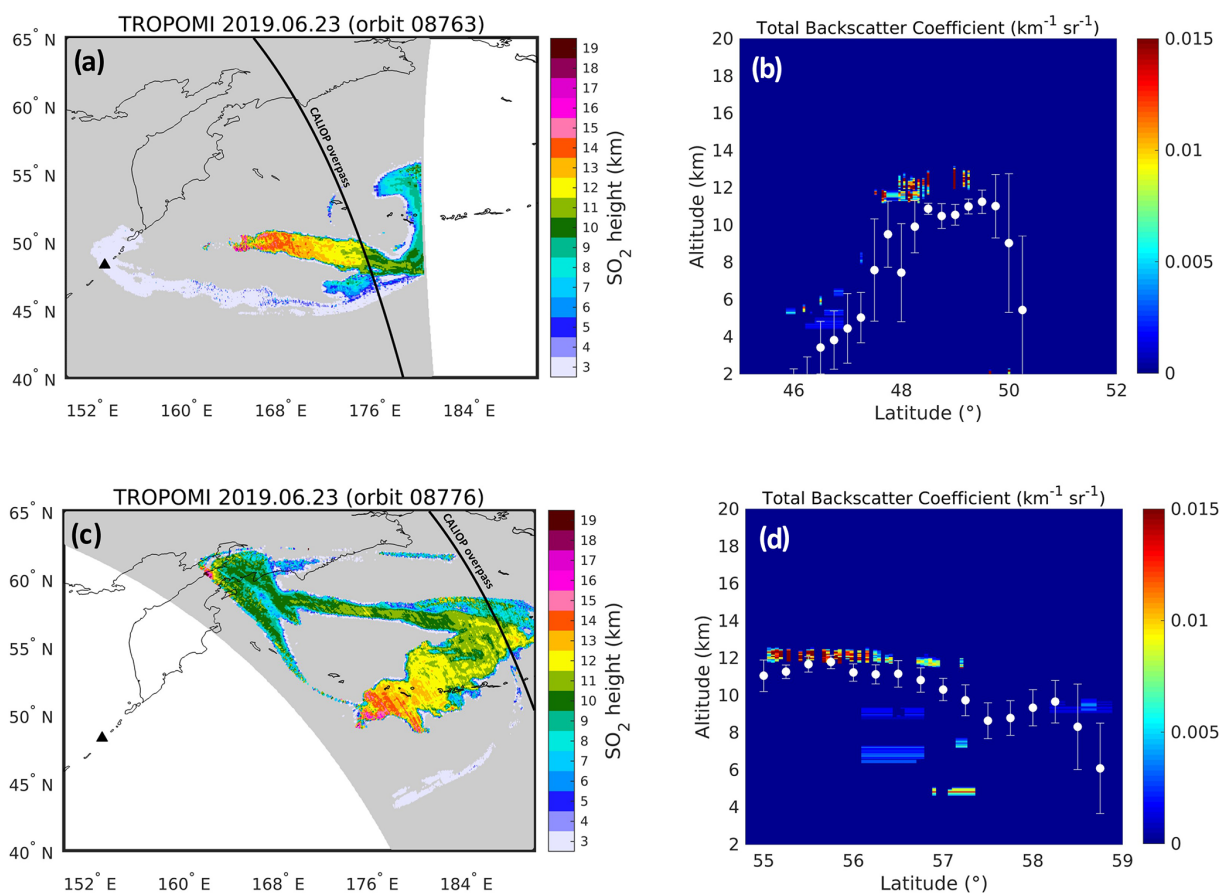 TROPOMI 2019.06.23 (orbit 08763)
(a)
CALIOP overpass
65° N
60° N
55° N
50° N
45° N
40° N
152° E 160° E 168° E 176° E 184° E
19
18
17
16
15
14
13
12
11
10
9
8
7
6
5
4
3
SO2 height (km)
Total Backscatter Coefficient (km-1 sr-1)
(b)
20
18
16
14
12
10
8
6
4
2
Altitude (km)
46 48 50 52
Latitude (°)
0.015
0.01
0.005
0
TROPOMI 2019.06.23 (orbit 08776)
(c)
CALIOP overpass
65° N
60° N
55° N
50° N
45° N
40° N
152° E 160° E 168° E 176° E 184° E
19
18
17
16
15
14
13
12
11
10
9
8
7
6
5
4
3
SO2 height (km)
Total Backscatter Coefficient (km-1 sr-1)
(d)
20
18
16
14
12
10
8
6
4
2
Altitude (km)
55 56 57 58 59
Latitude (°)
0.015
0.01
0.005
0